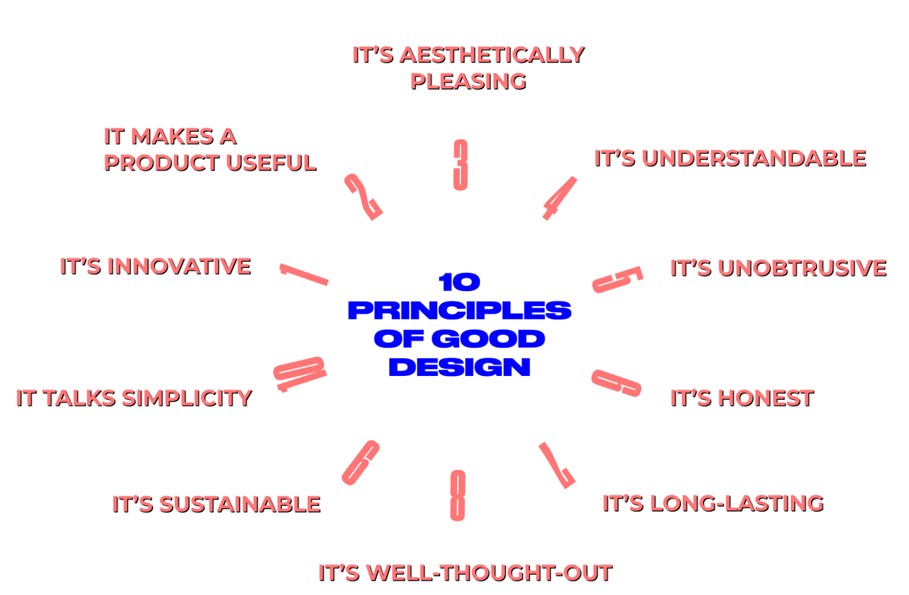 10
PRINCIPLES
OF GOOD
DESIGN
1
IT'S INNOVATIVE
2
IT MAKES A
PRODUCT USEFUL
3
IT'S AESTHETICALLY
PLEASING
4
IT'S UNDERSTANDABLE
5
IT'S UNOBTRUSIVE
6
IT'S HONEST
7
IT'S LONG-LASTING
8
IT'S WELL-THOUGHT-OUT
9
IT'S SUSTAINABLE
10
IT TALKS SIMPLICITY